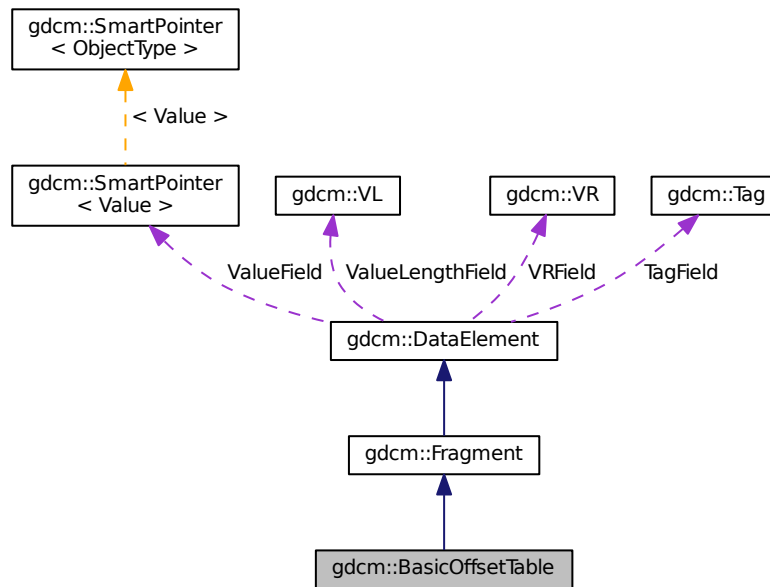 gdcm::SmartPointer
< ObjectType >
< Value >
gdcm::SmartPointer
< Value >
gdcm::VL
gdcm::VR
gdcm::Tag
ValueField
ValueLengthField
VRField
TagField
gdcm::DataElement
gdcm::Fragment
gdcm::BasicOffsetTable